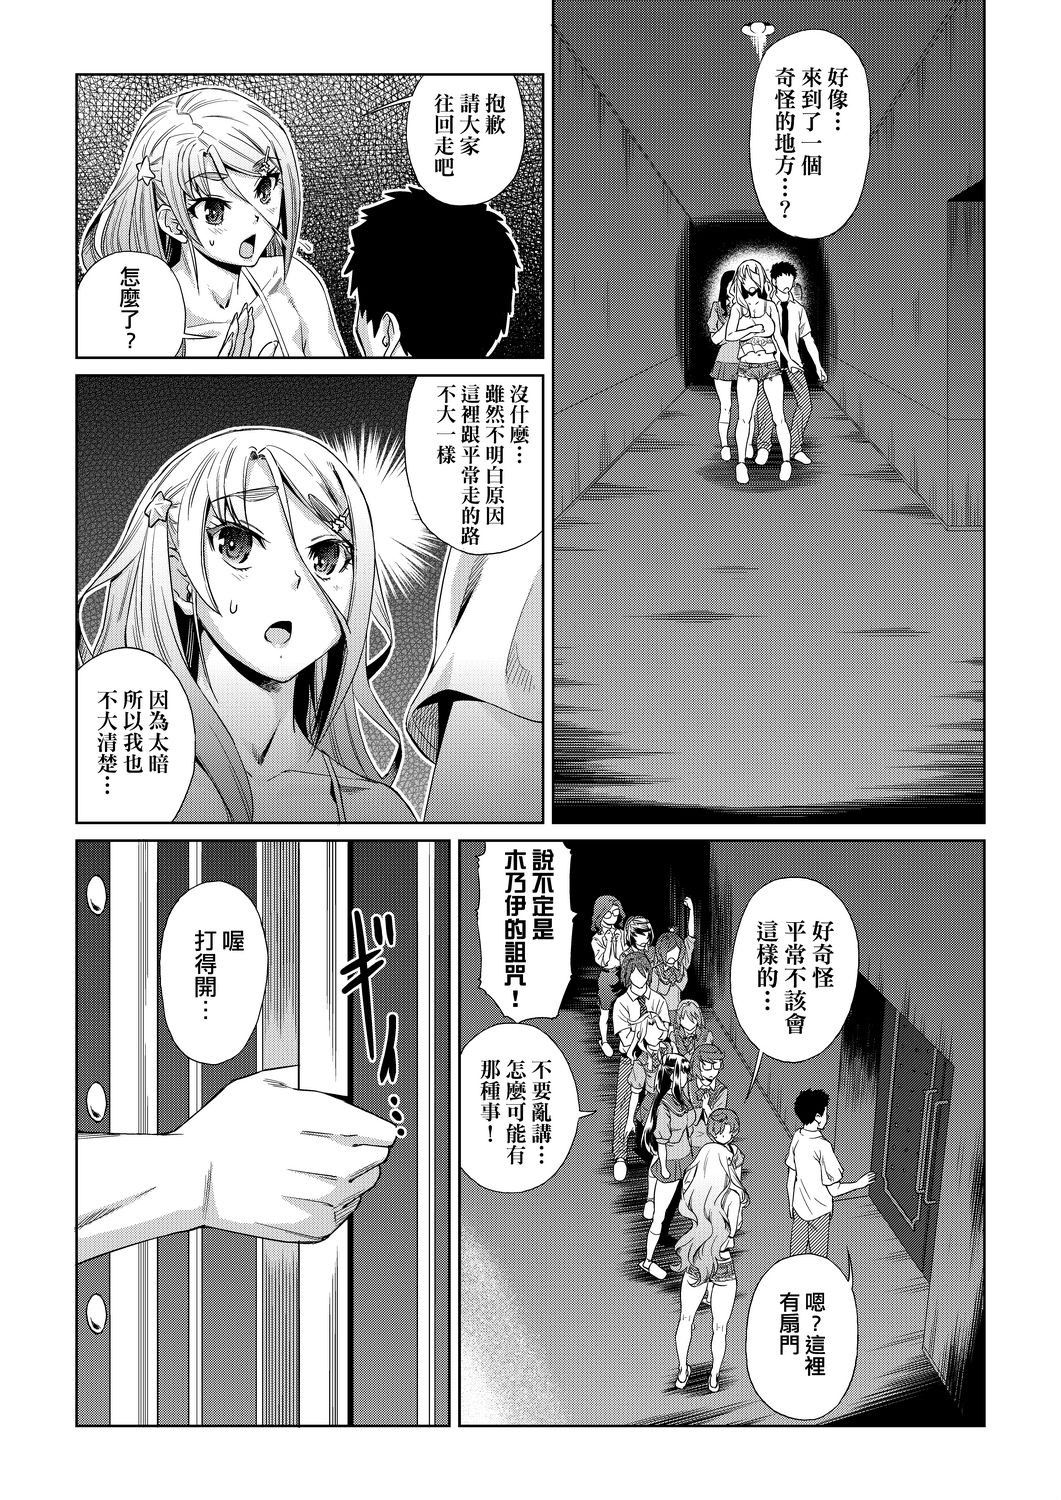 好像…
來到了一個
奇怪的地方…?
抱歉
請大家
往回走吧
怎麼了?
沒什麼…
雖然不明白原因
這裡跟平常走的路
不大一樣
因為太暗
所以我也
不大清楚…
好奇怪
平常不該會
這樣的…
說不定是
木乃伊的詛咒!
不要亂講…
怎麼可能有
那種事!
嗯?這裡
有扇門
喔
打得開…